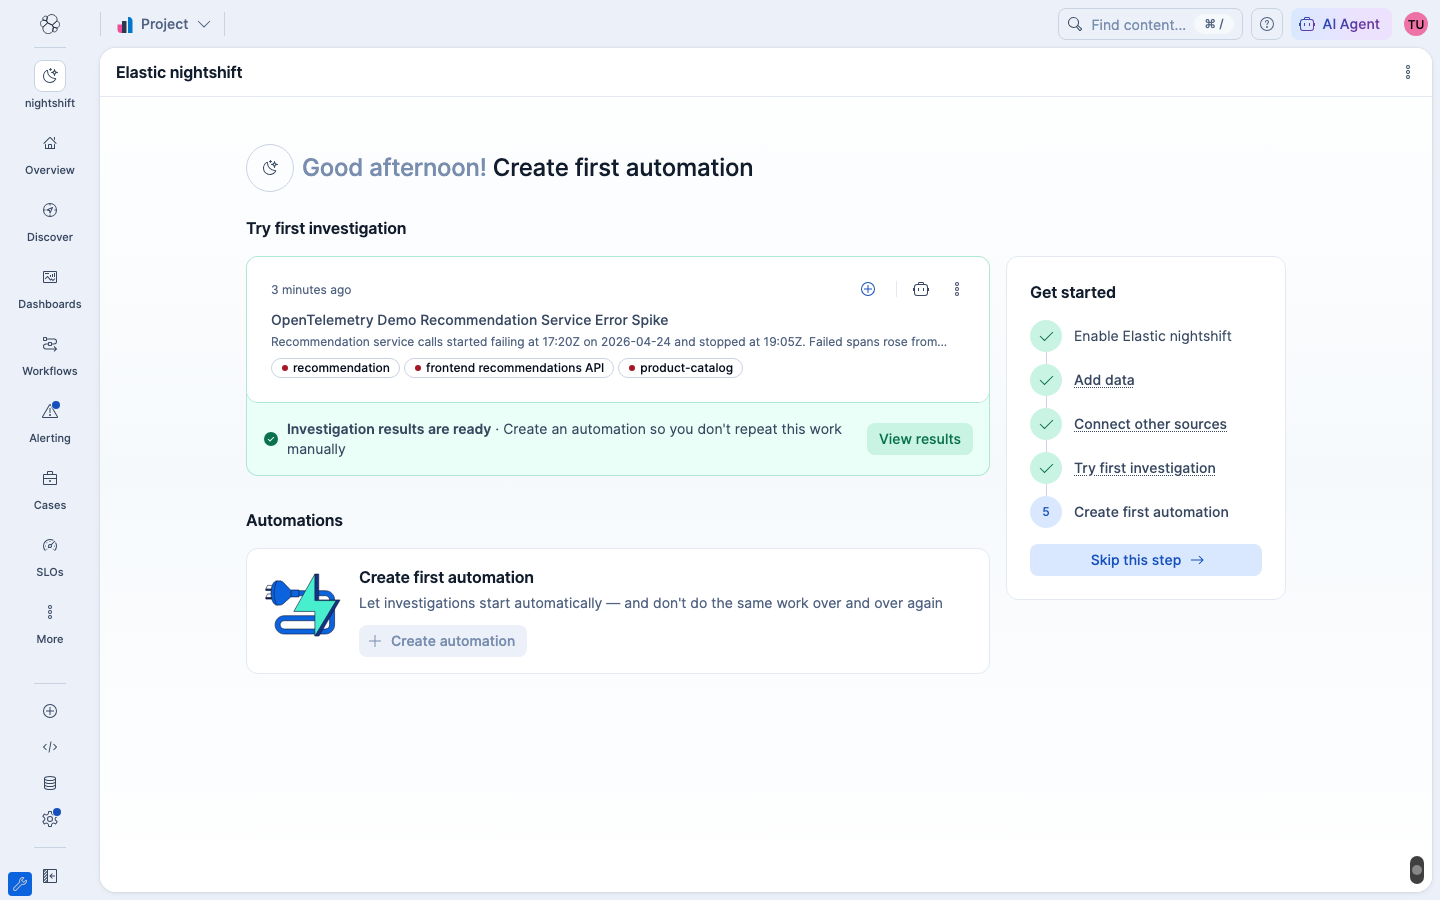 Project
Find content...
⌘ /
AI Agent
TU
nightshift
Overview
Discover
Dashboards
Workflows
Alerting
Cases
SLOs
More
Elastic nightshift
Good afternoon! Create first automation
Try first investigation
3 minutes ago
OpenTelemetry Demo Recommendation Service Error Spike
Recommendation service calls started failing at 17:20Z on 2026-04-24 and stopped at 19:05Z. Failed spans rose from...
recommendation
frontend recommendations API
product-catalog
Investigation results are ready · Create an automation so you don't repeat this work
manually
View results
Automations
Create first automation
Let investigations start automatically — and don't do the same work over and over again
Create automation
Get started
Enable Elastic nightshift
Add data
Connect other sources
Try first investigation
5
Create first automation
Skip this step